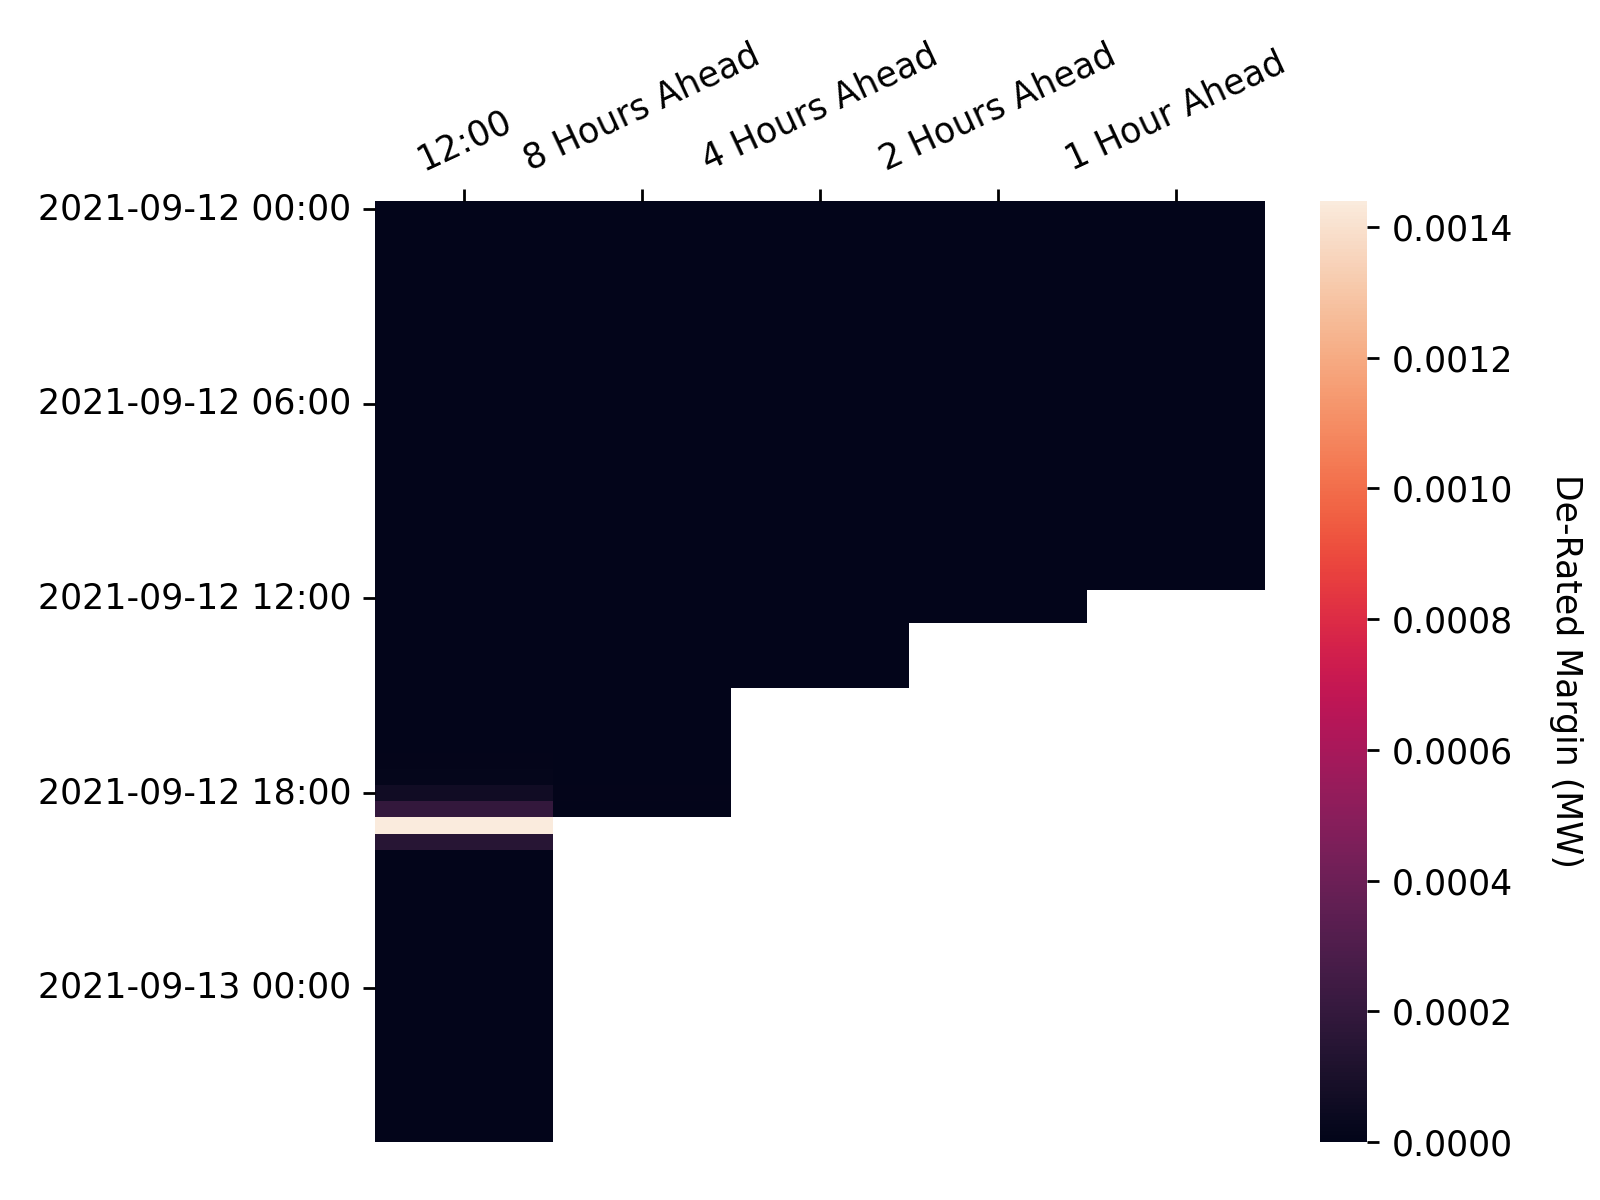 12:00
8 Hours Ahead
4 Hours Ahead
2 Hours Ahead
1 Hour Ahead
2021-09-12 00:00
2021-09-12 06:00
2021-09-12 12:00
2021-09-12 18:00
2021-09-13 00:00
0.0014
0.0012
0.0010
0.0008
0.0006
0.0004
0.0002
0.0000
De-Rated Margin (MW)